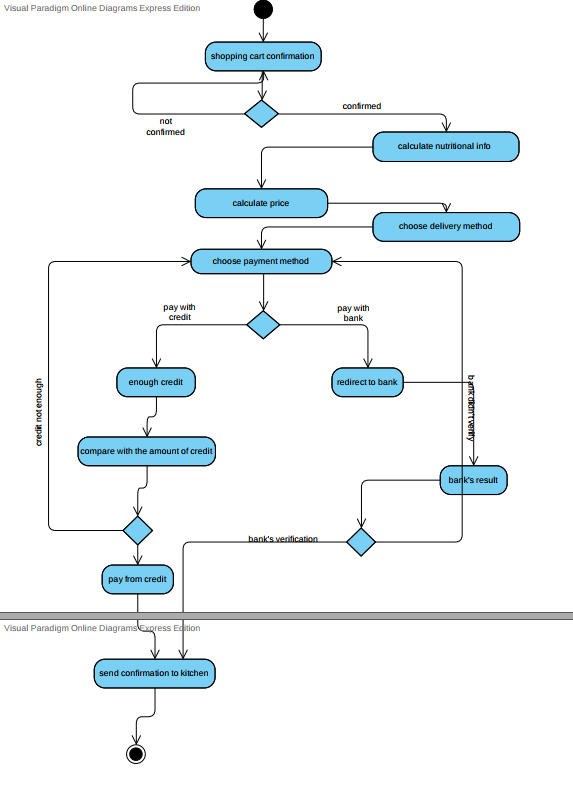 Visual Paradigm Online Diagrams Express Edition
shopping cart confirmation
confirmed
not
confirmed
calculate nutritional info
calculate price
choose delivery method
choose payment method
pay with
credit
pay with
bank
enough credit
redirect to bank
credit not enough
bank didn't verify
compare with the amount of credit
bank's result
bank's verification
pay from credit
Visual Paradigm Online Diagrams Express Edition
send confirmation to kitchen